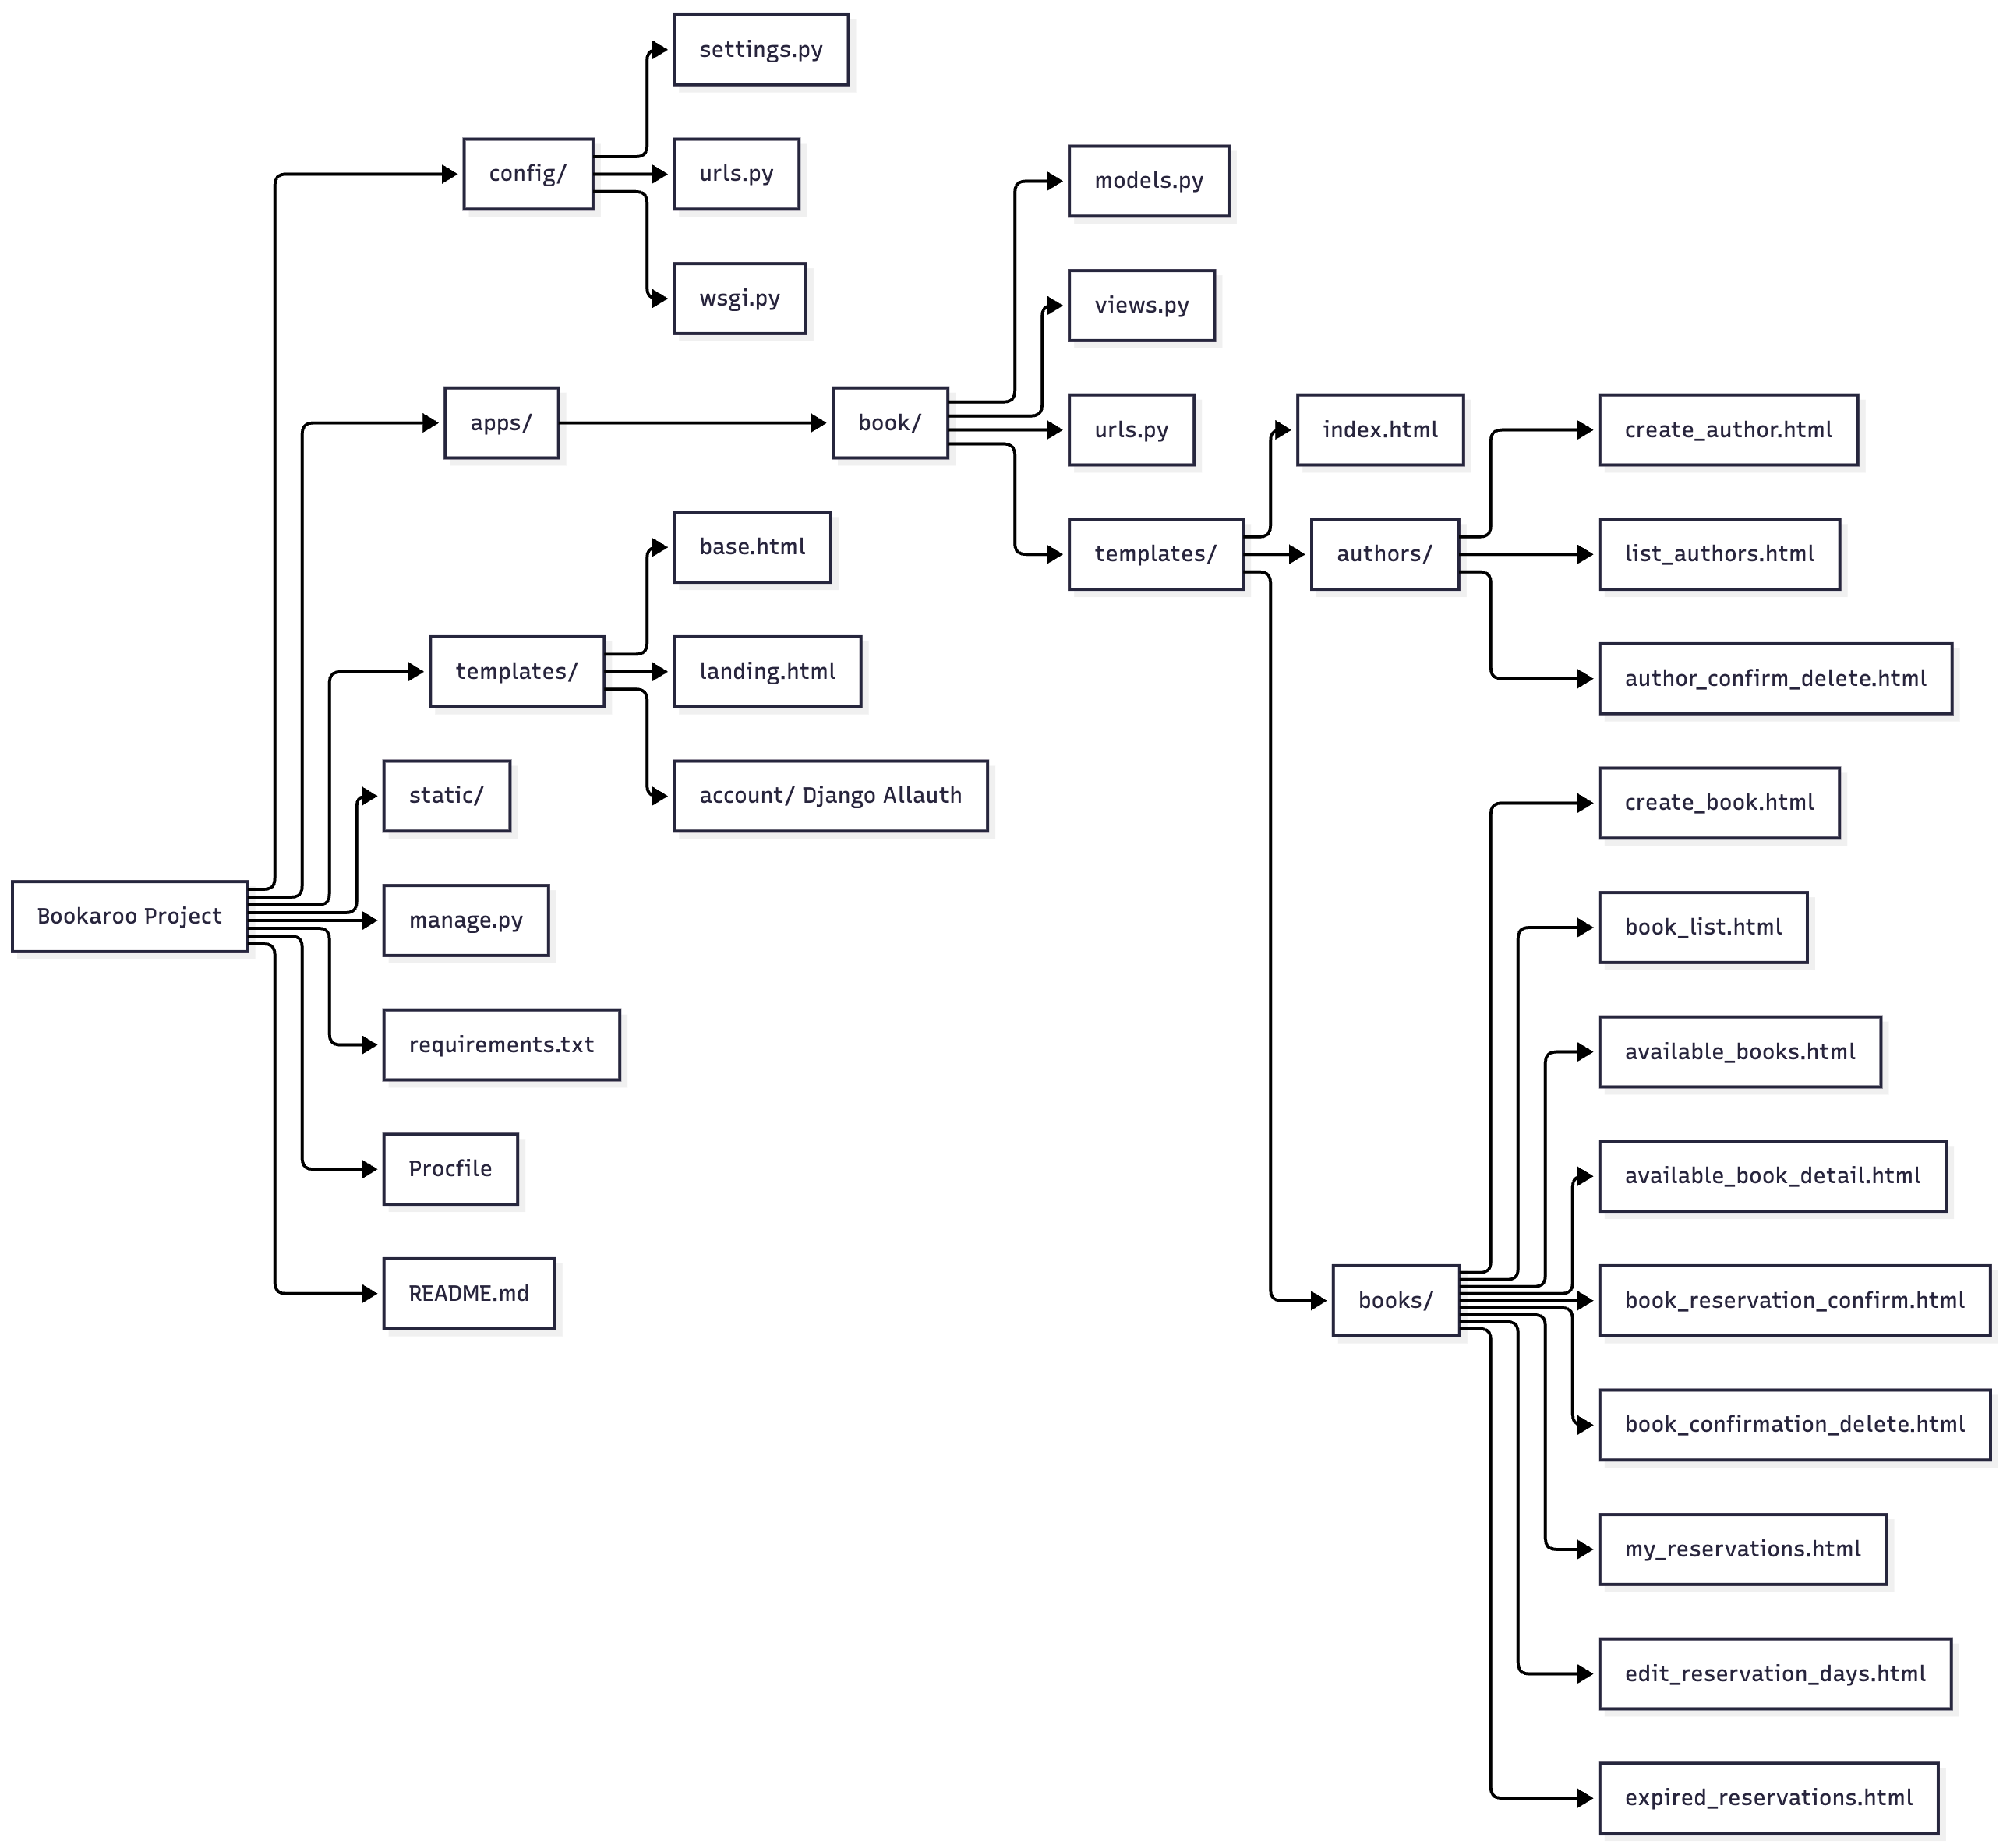 Bookaroo Project
config/
settings.py
urls.py
wsgi.py
apps/
book/
models.py
views.py
urls.py
templates/
index.html
authors/
create_author.html
list_authors.html
author_confirm_delete.html
books/
create_book.html
book_list.html
available_books.html
available_book_detail.html
book_reservation_confirm.html
book_confirmation_delete.html
my_reservations.html
edit_reservation_days.html
expired_reservations.html
templates/
base.html
landing.html
account/ Django Allauth
static/
manage.py
requirements.txt
Procfile
README.md